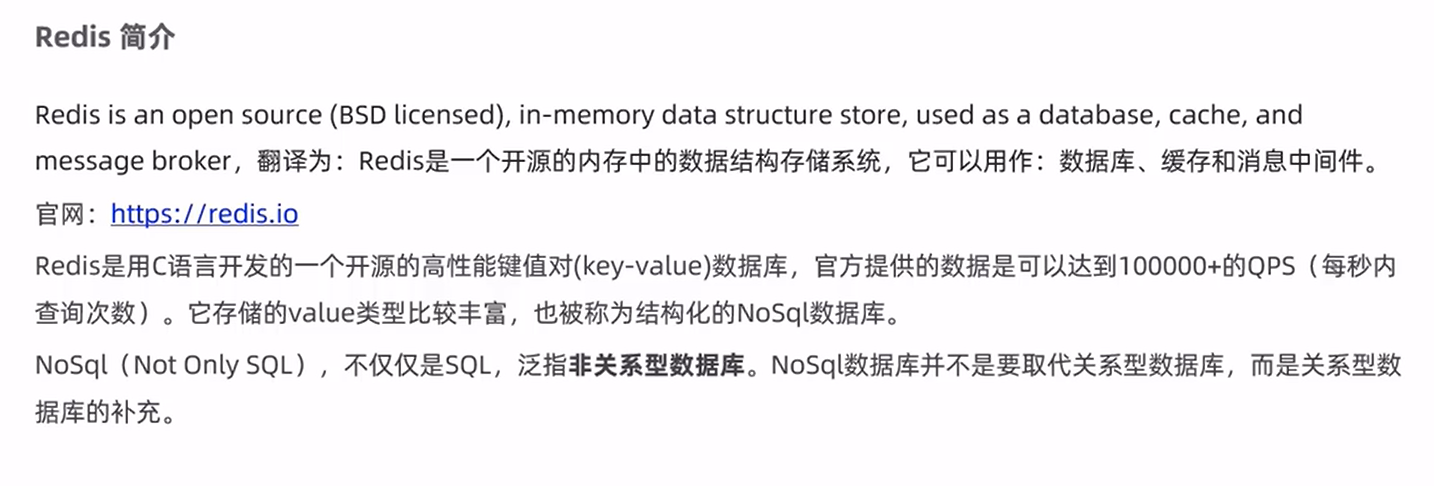 Redis 简介
Redis is an open source (BSD licensed), in-memory data structure store, used as a database, cache, and
message broker，翻译为：Redis是一个开源的内存中的数据结构存储系统，它可以用作：数据库、缓存和消息中间件。
官网：https://redis.io
Redis是用C语言开发的一个开源的高性能键值对(key-value)数据库，官方提供的数据是可以达到100000+的QPS（每秒内
查询次数）。它存储的value类型比较丰富，也被称为结构化的NoSql数据库。
NoSql（Not Only SQL），不仅仅是SQL，泛指非关系型数据库。NoSql数据库并不是要取代关系型数据库，而是关系型数
据库的补充。